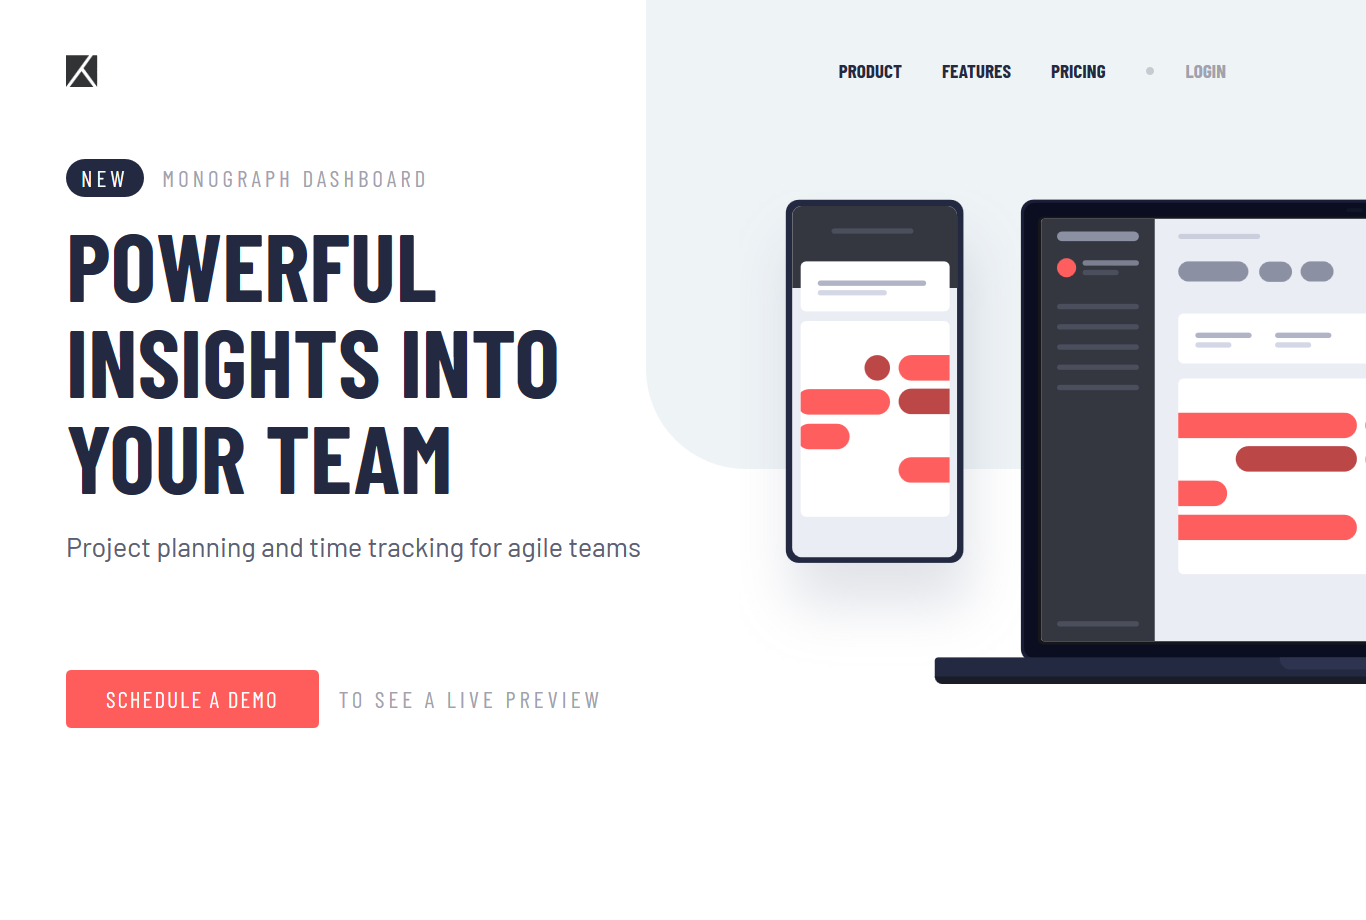 PRODUCT FEATURES PRICING LOGIN
NEW MONOGRAPH DASHBOARD
POWERFUL
INSIGHTS INTO
YOUR TEAM
Project planning and time tracking for agile teams
SCHEDULE A DEMO TO SEE A LIVE PREVIEW